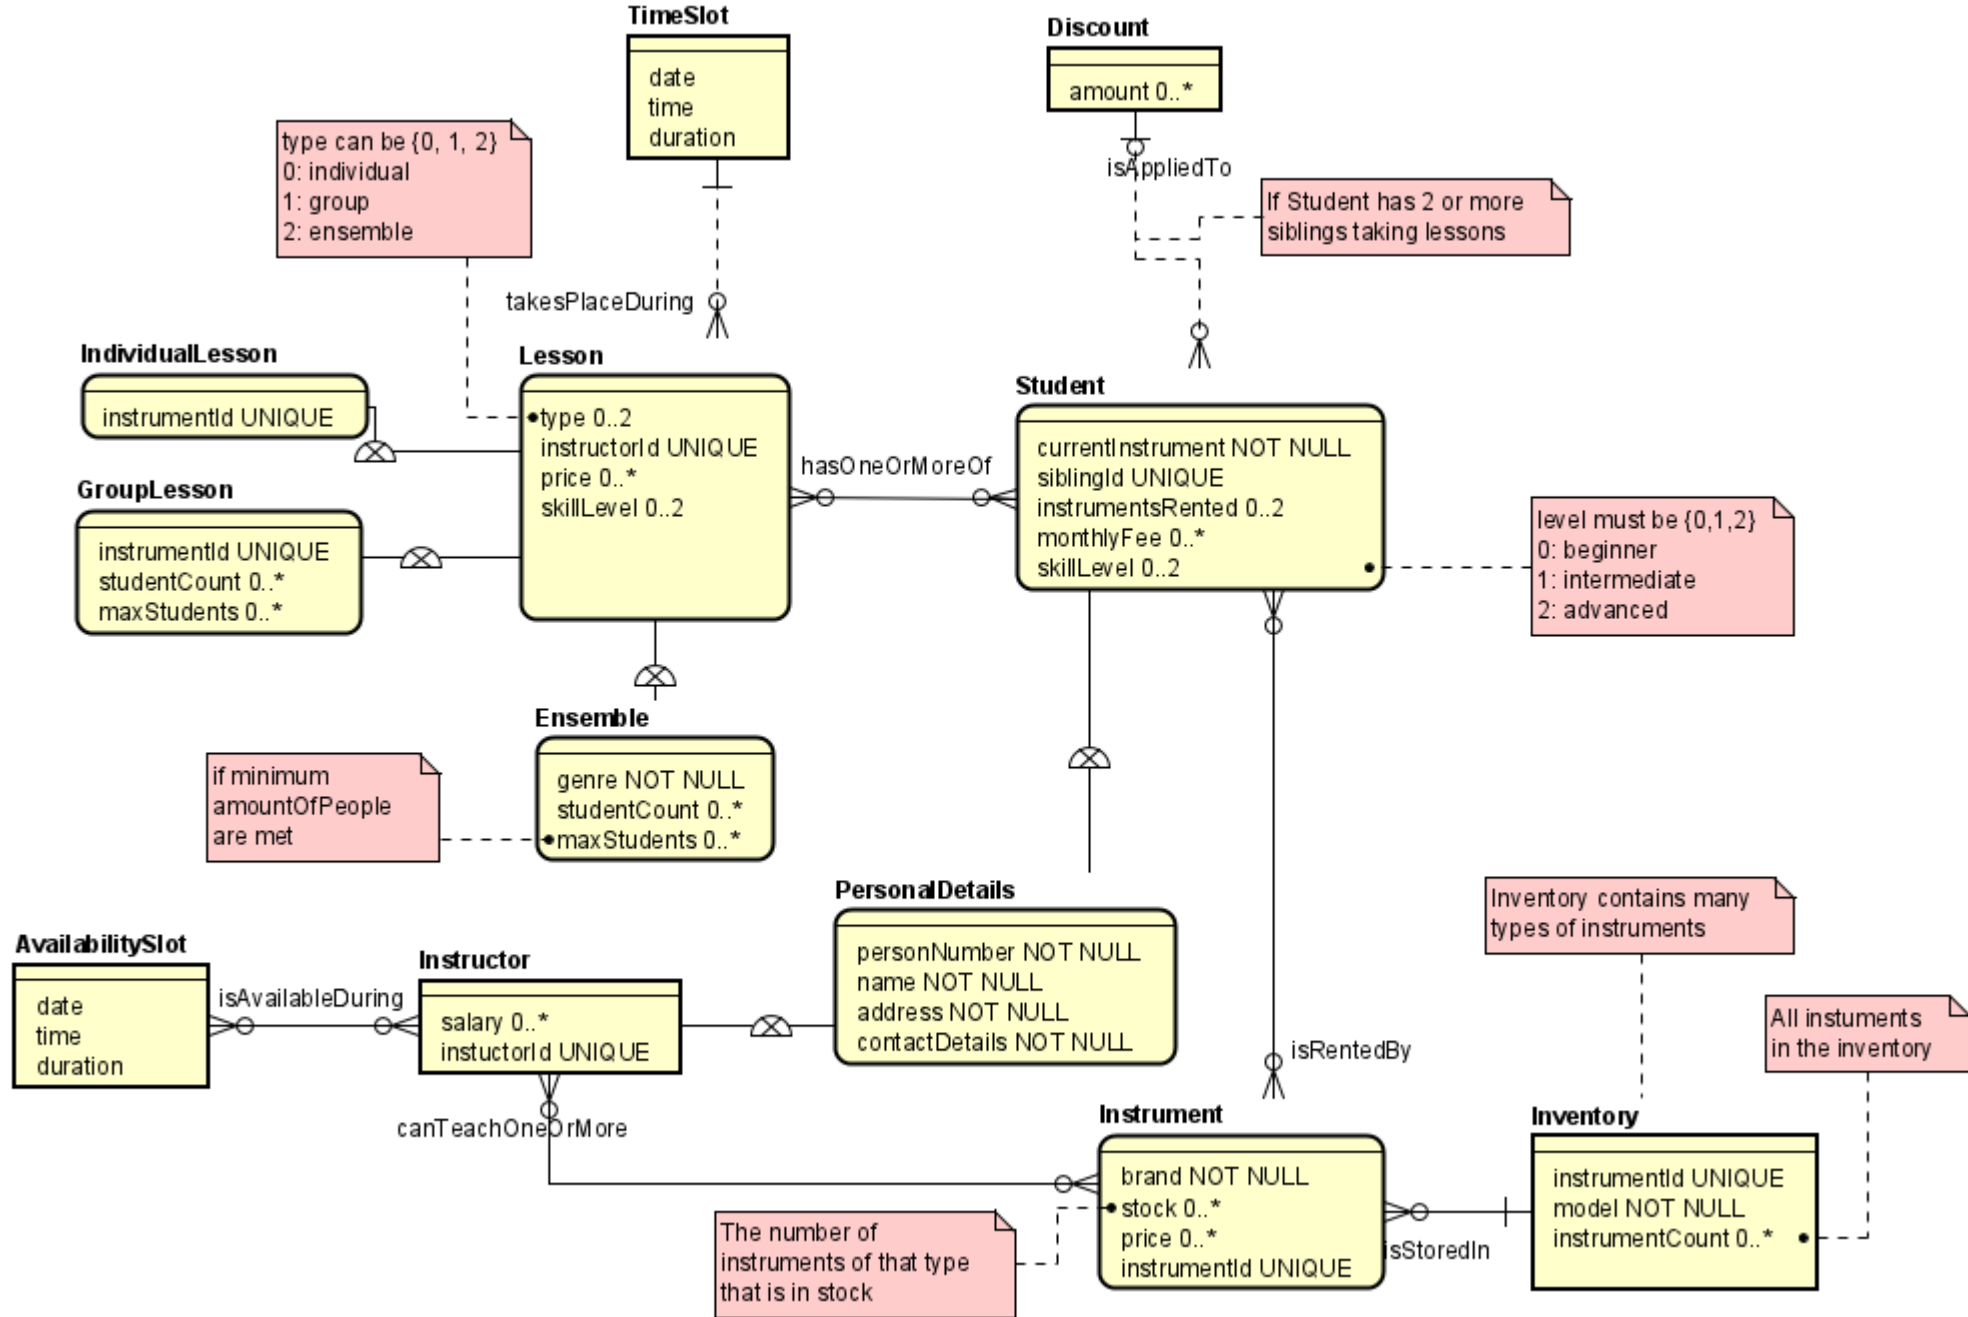 TimeSlot
date
time
duration
Discount
amount 0..*
isAppliedTo
type can be {0, 1, 2}
0: individual
1: group
2: ensemble
If Student has 2 or more
siblings taking lessons
takesPlaceDuring
IndividualLesson
instrumentId UNIQUE
Lesson
type 0..2
instructorId UNIQUE
price 0..*
skillLevel 0..2
hasOneOrMoreOf
Student
currentInstrument NOT NULL
siblingId UNIQUE
instrumentsRented 0..2
monthlyFee 0..*
skillLevel 0..2
GroupLesson
instrumentId UNIQUE
studentCount 0..*
maxStudents 0..*
level must be {0,1,2}
0: beginner
1: intermediate
2: advanced
Ensemble
genre NOT NULL
studentCount 0..*
maxStudents 0..*
if minimum
amountOfPeople
are met
PersonalDetails
personNumber NOT NULL
name NOT NULL
address NOT NULL
contactDetails NOT NULL
AvailabilitySlot
date
time
duration
isAvailableDuring
Instructor
salary 0..*
instuctorId UNIQUE
canTeachOneOrMore
Inventory contains many
types of instruments
All instuments
in the inventory
isRentedBy
Instrument
brand NOT NULL
stock 0..*
price 0..*
instrumentId UNIQUE
isStoredIn
Inventory
instrumentId UNIQUE
model NOT NULL
instrumentCount 0..*
The number of
instruments of that type
that is in stock